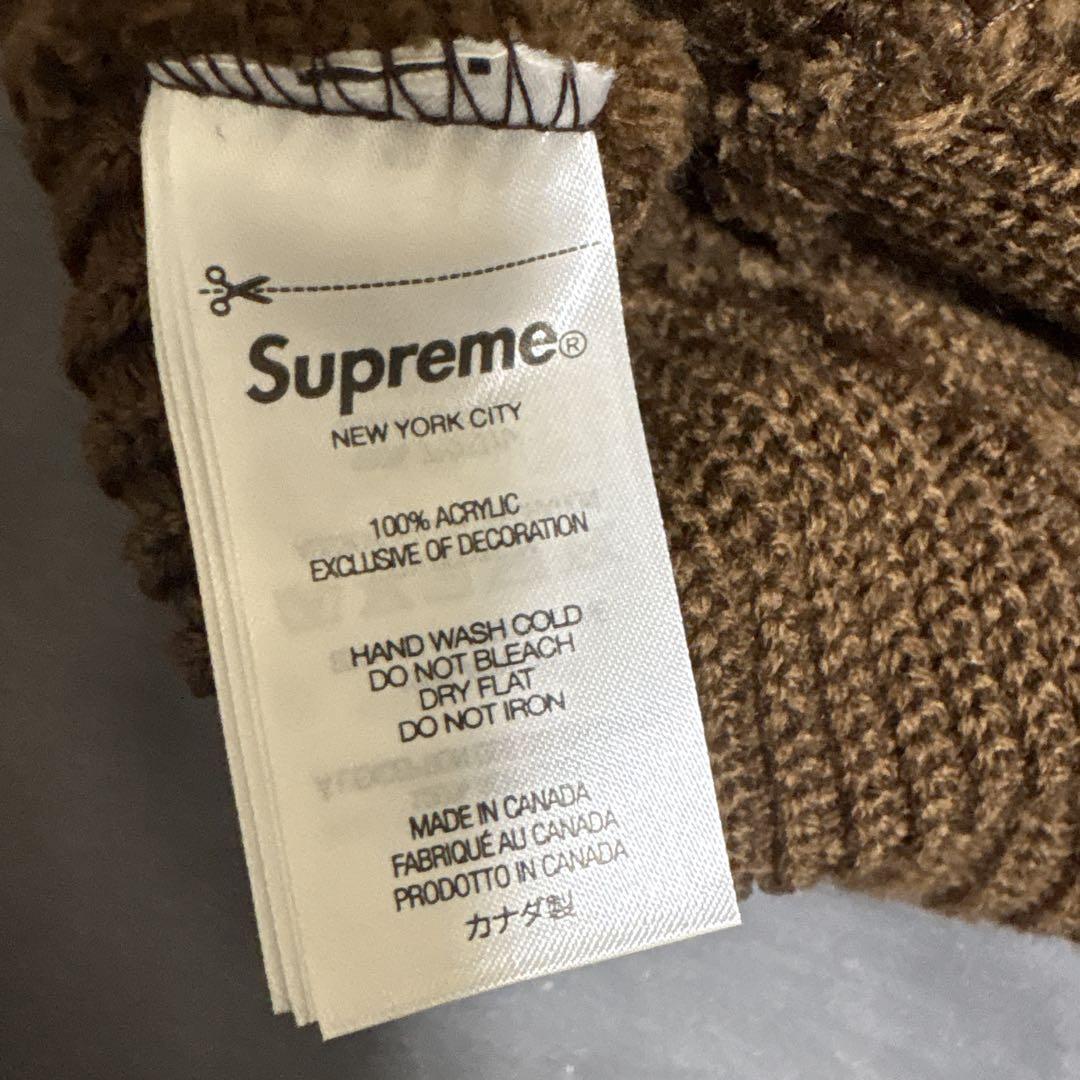 Supreme®
NEW YORK CITY
100% ACRYLIC
EXCLUSIVE OF DECORATION
HAND WASH COLD
DO NOT BLEACH
DRY FLAT
DO NOT IRON
MADE IN CANADA
FABRIQUÉ AU CANADA
PRODOTTO IN CANADA
カナダ製